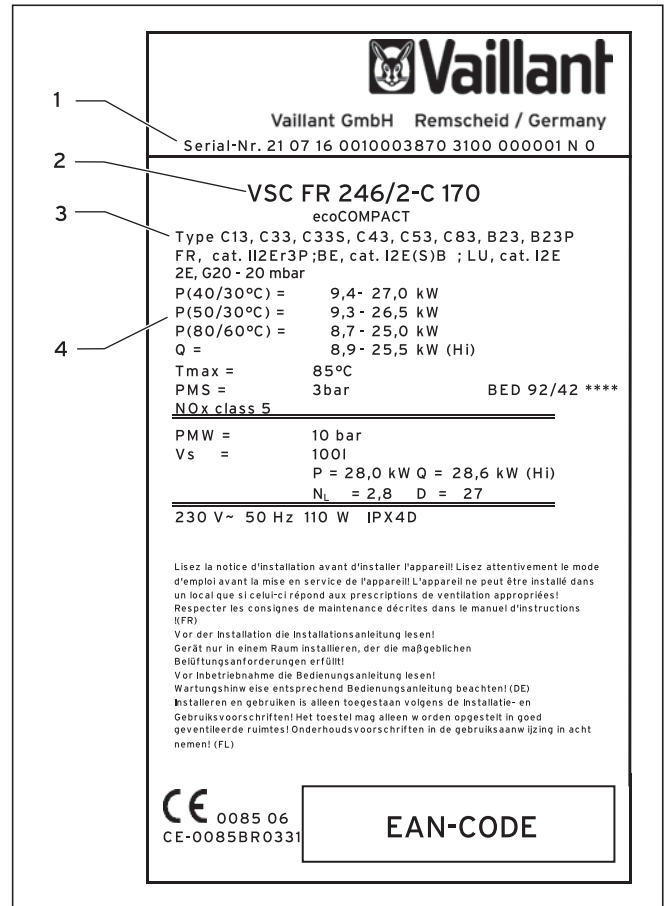 Vaillant
Vaillant GmbH Remscheid / Germany
1
Serial-Nr. 21 07 16 0010003870 3100 000001 N 0
2
VSC FR 246/2-C 170
ecoCOMPACT
3
Type C13, C33, C33S, C43, C53, C83, B23, B23P
FR, cat. II2Er3P ;BE, cat. I2E(S)B ; LU, cat. I2E
2E, G20 - 20 mbar
P(40/30°C) = 9,4- 27,0 kW
P(50/30°C) = 9,3 - 26,5 kW
P(80/60°C) = 8,7 - 25,0 kW
4
Q = 8,9- 25,5 kW (Hi)
Tmax = 85°C
PMS = 3bar BED 92/42 ****
NOx class 5
PMW = 10 bar
Vs = 100l
P = 28,0 kW Q = 28,6 kW (Hi)
NL = 2,8 D = 27
230 V~ 50 Hz 110 W IPX4D
Lisez la notice d'installation avant d'installer l'appareil! Lisez attentivement le mode
d'emploi avant la mise en service de l'appareil! L'appareil ne peut être installé dans
un local que si celui-ci répond aux prescriptions de ventilation appropriées!
Respecter les consignes de maintenance décrites dans le manuel d'instructions
!(FR)
Vor der Installation die Installationsanleitung lesen!
Gerät nur in einem Raum installieren, der die maßgeblichen
Belüftungsanforderungen erfüllt!
Vor Inbetriebnahme die Bedienungsanleitung lesen!
Wartungshinweise entsprechend Bedienungsanleitung beachten! (DE)
Installeren en gebruiken is alleen toegestaan volgens de Installatie- en
Gebruiksvoorschriften! Het toestel mag alleen worden opgesteld in goed
geventileerde ruimtes! Onderhoudsvoorschriften in de gebruiksaanwijzing in acht
nemen! (FL)
CE 0085 06
CE-0085BR0331
EAN-CODE